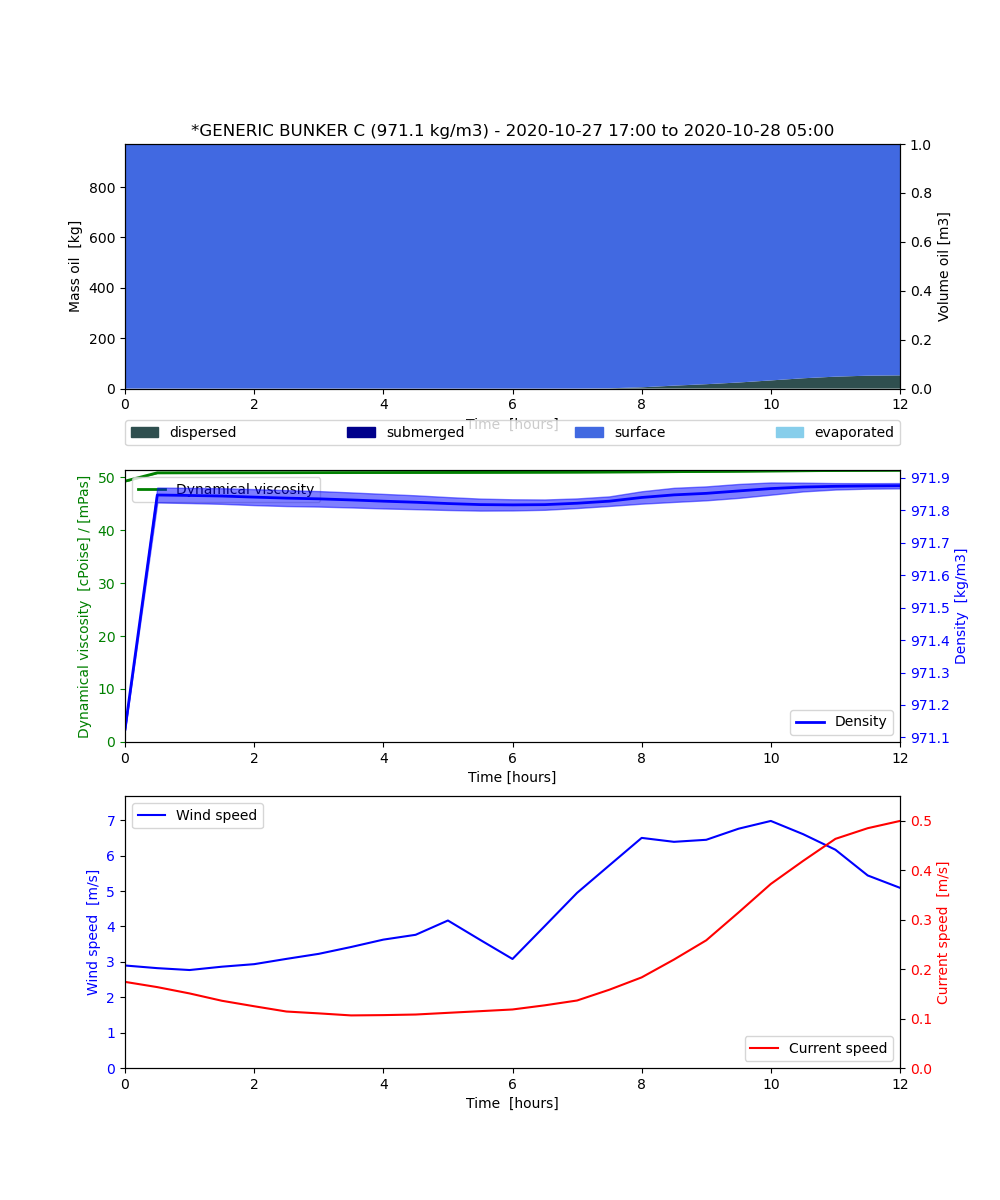 *GENERIC BUNKER C (971.1 kg/m3) - 2020-10-27 17:00 to 2020-10-28 05:00
Mass oil [kg]
800
600
400
200
0
1.0
0.8
0.6
0.4
0.2
0.0
Volume oil [m3]
0 2 4 6 8 10 12
Time [hours]
dispersed submerged surface evaporated
Dynamical viscosity [cPoise] / [mPas]
50
40
30
20
10
0
Dynamical viscosity
971.9
971.8
971.7
971.6
971.5
971.4
971.3
971.2
971.1
Density [kg/m3]
Density
0 2 4 6 8 10 12
Time [hours]
Wind speed [m/s]
7
6
5
4
3
2
1
0
Wind speed
0.5
0.4
0.3
0.2
0.1
0.0
Current speed [m/s]
Current speed
0 2 4 6 8 10 12
Time [hours]